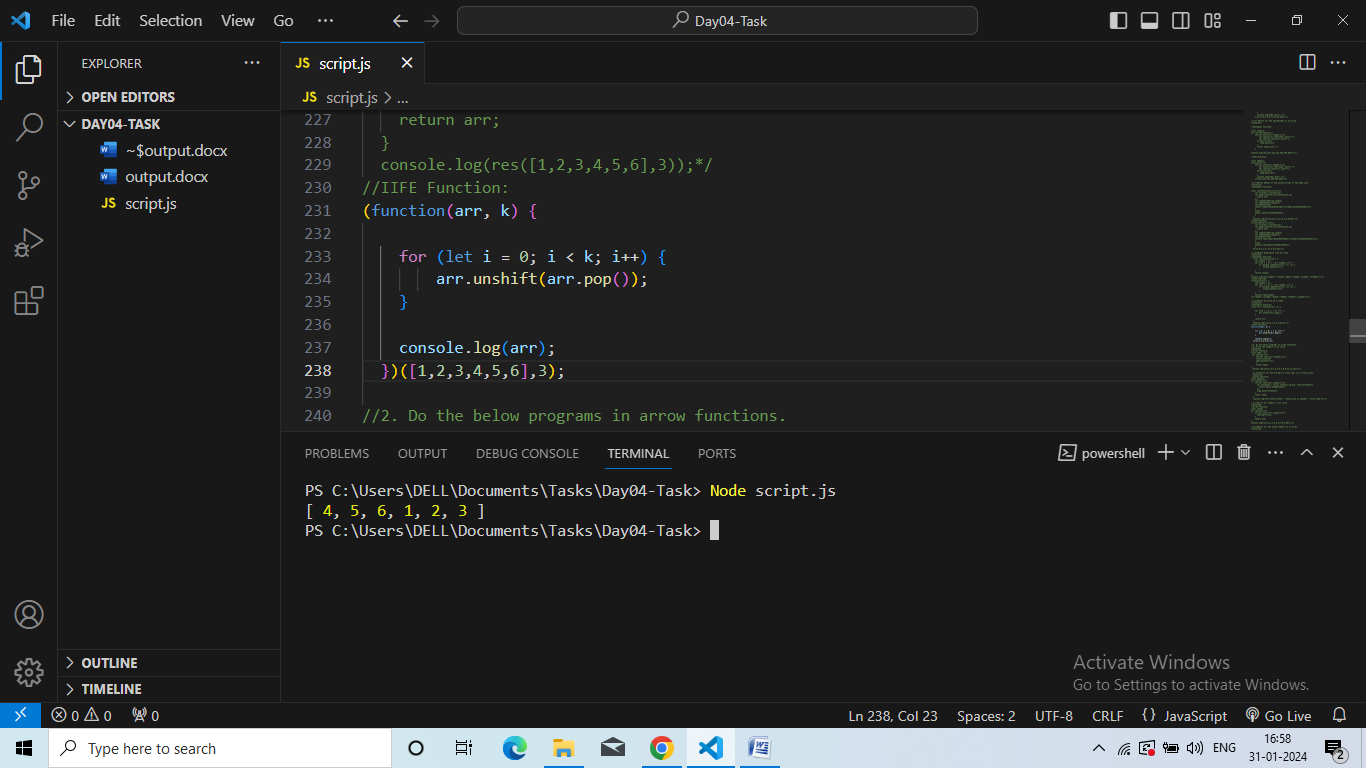 File Edit Selection View Go ··· Day04-Task
EXPLORER ···
OPEN EDITORS
DAY04-TASK
~$output.docx
output.docx
JS script.js
OUTLINE
TIMELINE
JS script.js
JS script.js > ...
227 return arr;
228 }
229 console.log(res([1,2,3,4,5,6],3));*/
230 //IIFE Function:
231 (function(arr, k) {
232
233 for (let i = 0; i < k; i++) {
234 arr.unshift(arr.pop());
235 }
236
237 console.log(arr);
238 })([1,2,3,4,5,6],3);
239
240 //2. Do the below programs in arrow functions.
PROBLEMS OUTPUT DEBUG CONSOLE TERMINAL PORTS powershell
PS C:\Users\DELL\Documents\Tasks\Day04-Task> Node script.js
[ 4, 5, 6, 1, 2, 3 ]
PS C:\Users\DELL\Documents\Tasks\Day04-Task>
Activate Windows
Go to Settings to activate Windows.
0 0 0 Ln 238, Col 23 Spaces: 2 UTF-8 CRLF {} JavaScript Go Live
Type here to search
ENG
16:58
31-01-2024
2